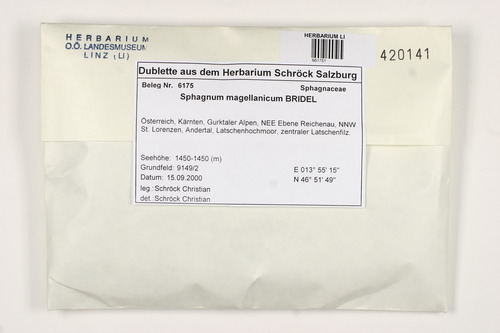 HERBARIUM
O.Ö. LANDESMUSEUM
LINZ (LI)
HERBARIUM LI
420141
Dublette aus dem Herbarium Schröck Salzburg
Beleg Nr. 6175 Sphagnaceae
Sphagnum magellanicum BRIDEL
Österreich, Kärnten, Gurktaler Alpen, NEE Ebene Reichenau, NNW
St. Lorenzen, Andertal, Latschenhochmoor, zentraler Latschenfilz.
Seehöhe: 1450-1450 (m) E 013° 55' 15"
Grundfeld: 9149/2 N 46° 51' 49"
Datum: 15.09.2000
leg.:Schröck Christian
det.:Schröck Christian